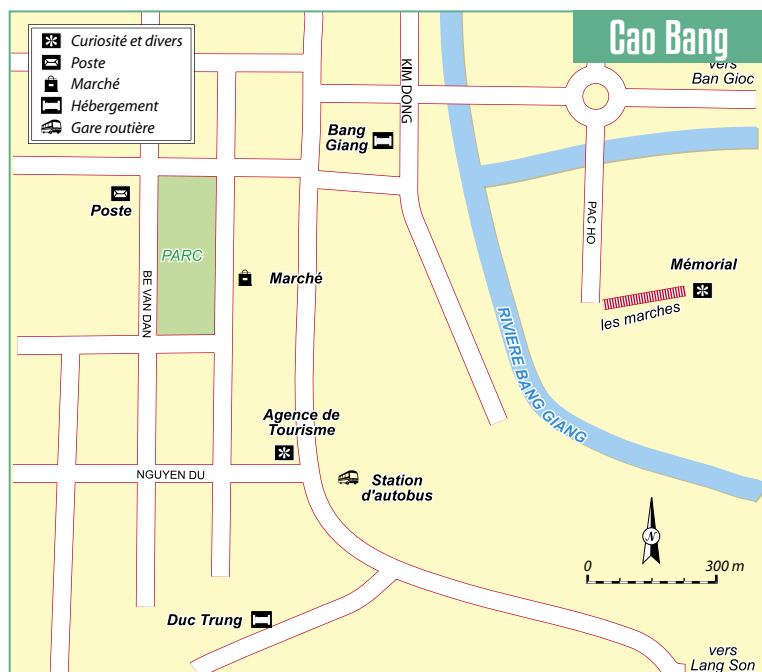 Cao Bang
Curiosité et divers
Poste
Marché
Hébergement
Gare routière
vers
Ban Gioc
KIM DONG
Bang
Giang
Poste
PARC
BE VAN DAN
Marché
PAC HO
Mémorial
les marches
RIVIERE BANG GIANG
Agence de
Tourisme
NGUYEN DU
Station
d'autobus
N
0 300 m
Duc Trung
vers
Lang Son